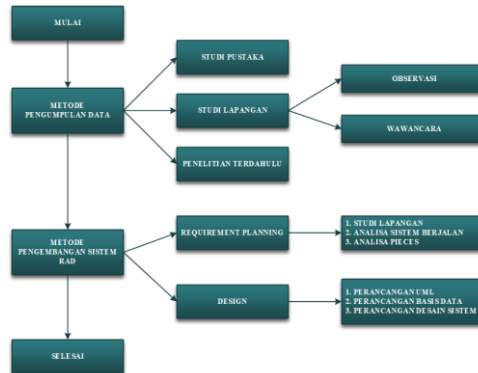 MULAI
METODE
PENGUMPULAN DATA
STUDI PUSTAKA
STUDI LAPANGAN
PENELITIAN TERDAHULU
OBSERVASI
WAWANCARA
METODE
PENGEMBANGAN SISTEM
RAD
REQUIREMENT PLANNING
1. STUDI LAPANGAN
2. ANALISA SISTEM BERJALAN
3. ANALISA PIECES
DESIGN
1. PERANCANGAN UML
2. PERANCANGAN BASIS DATA
3. PERANCANGAN DESAIN SISTEM
SELESAI